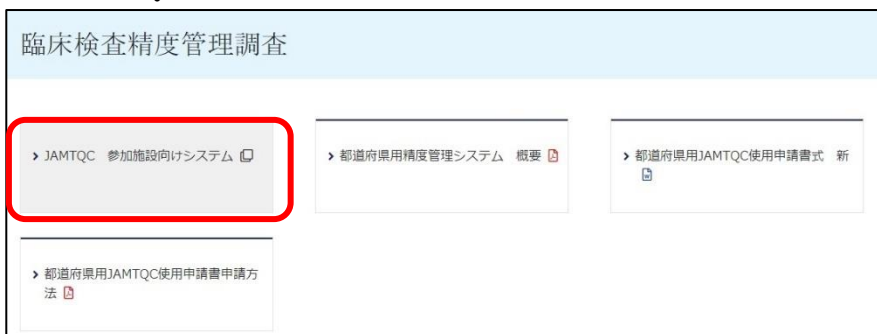 臨床検査精度管理調査
JAMTQC 参加施設向けシステム
都道府県用精度管理システム 概要
都道府県用JAMTQC使用申請書式 新
都道府県用JAMTQC使用申請書申請方
法